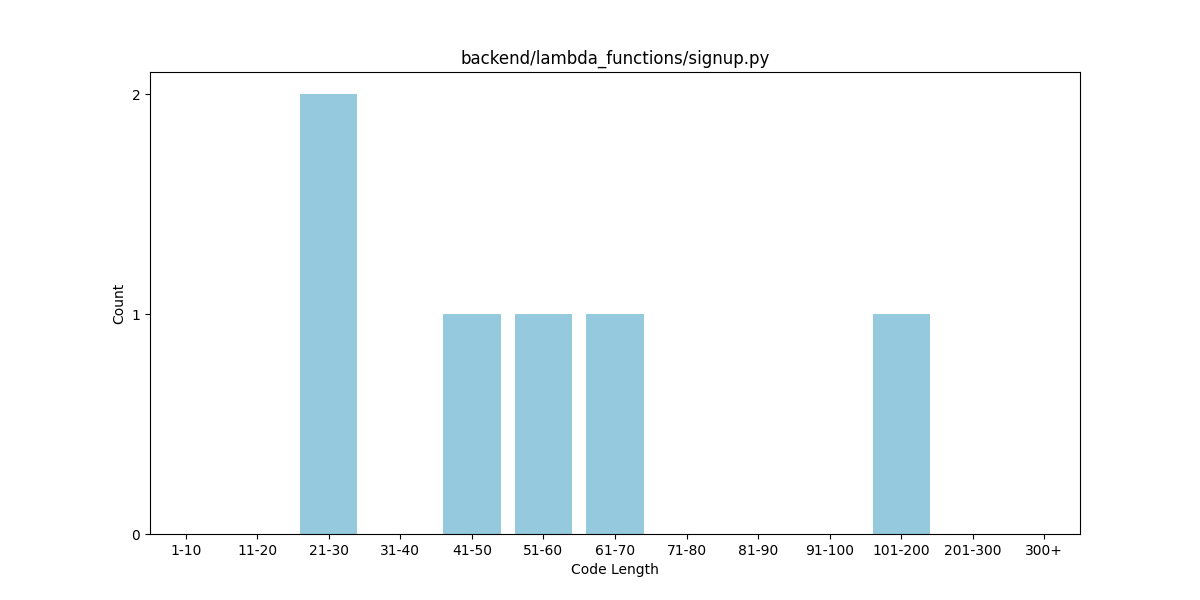 backend/lambda_functions/signup.py
Count
2
1
0
1-10 11-20 21-30 31-40 41-50 51-60 61-70 71-80 81-90 91-100 101-200 201-300 300+
Code Length